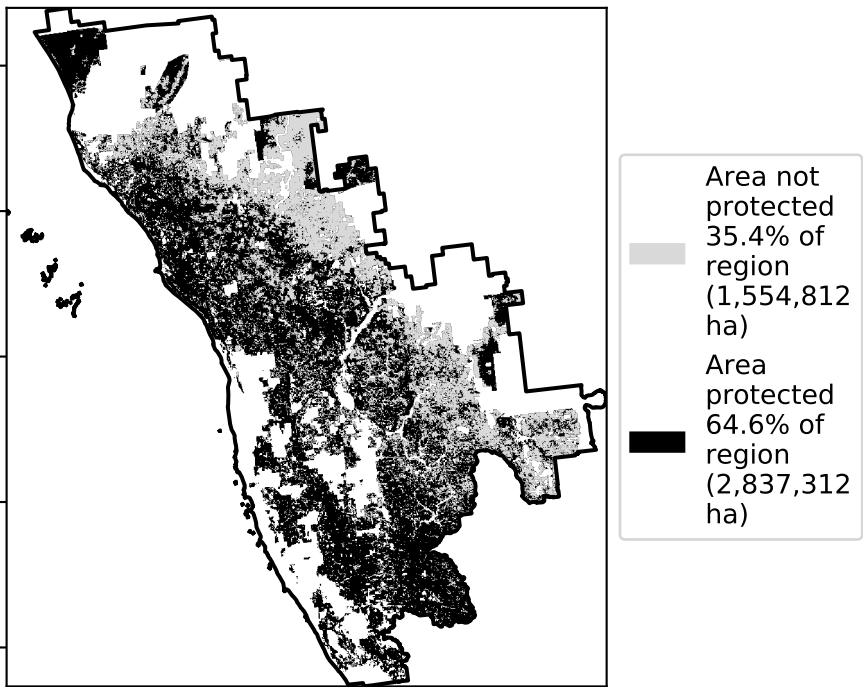 Area not
protected
35.4% of
region
(1,554,812
ha)
Area
protected
64.6% of
region
(2,837,312
ha)